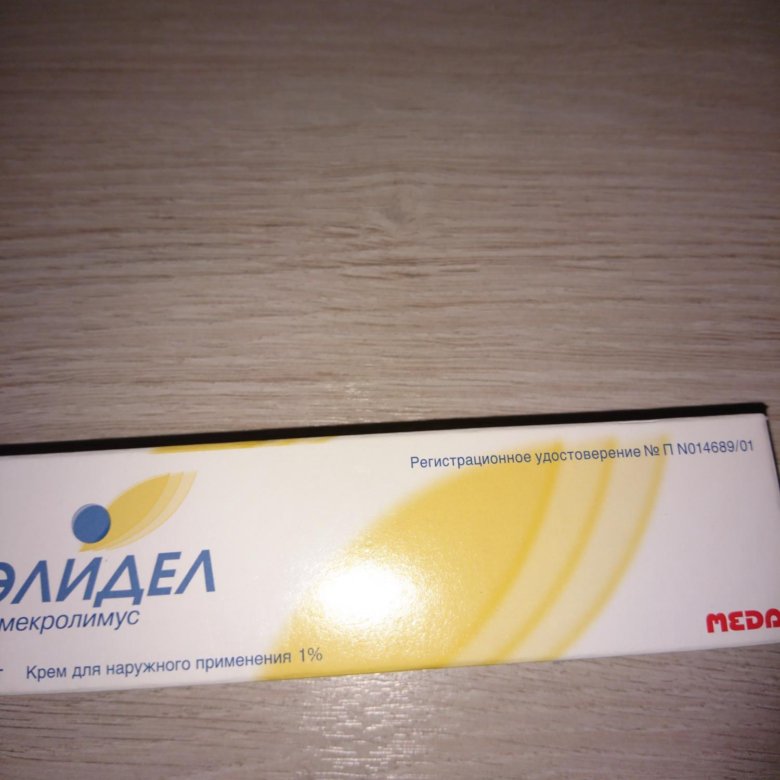 Регистрационное удостоверение № П N014689/01
ЭЛИДЕЛ
мекролимус
MEDA
г Крем для наружного применения 1%